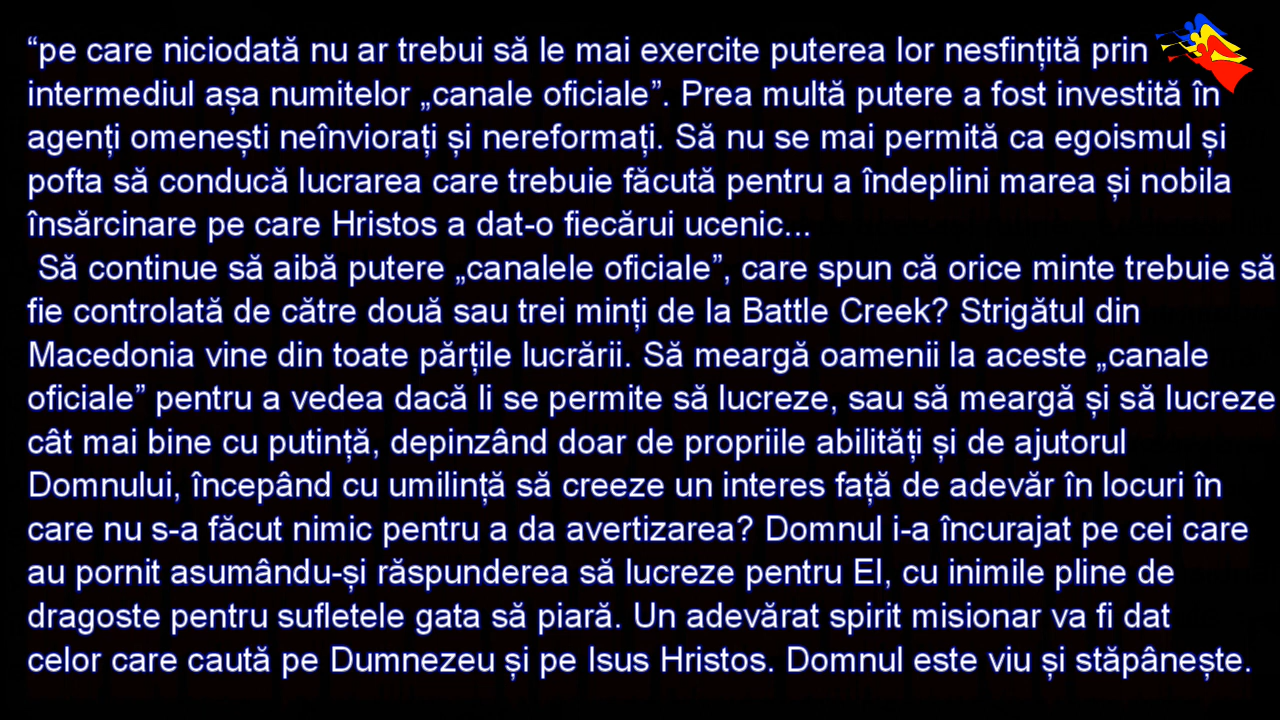 “pe care niciodată nu ar trebui să le mai exercite puterea lor nesfințită prin
intermediul așa numitelor „canale oficiale”. Prea multă putere a fost investită în
agenți omenești neînviorați și nereformați. Să nu se mai permită ca egoismul și
pofta să conducă lucrarea care trebuie făcută pentru a îndeplini marea și nobila
însărcinare pe care Hristos a dat-o fiecărui ucenic...
Să continue să aibă putere „canalele oficiale”, care spun că orice minte trebuie să
fie controlată de către două sau trei minți de la Battle Creek? Strigătul din
Macedonia vine din toate părțile lucrării. Să meargă oamenii la aceste „canale
oficiale” pentru a vedea dacă li se permite să lucreze, sau să meargă și să lucreze
cât mai bine cu putință, depinzând doar de propriile abilități și de ajutorul
Domnului, începând cu umilință să creeze un interes față de adevăr în locuri în
care nu s-a făcut nimic pentru a da avertizarea? Domnul i-a încurajat pe cei care
au pornit asumându-și răspunderea să lucreze pentru El, cu inimile pline de
dragoste pentru sufletele gata să piară. Un adevărat spirit misionar va fi dat
celor care caută pe Dumnezeu și pe Isus Hristos. Domnul este viu și stăpânește.